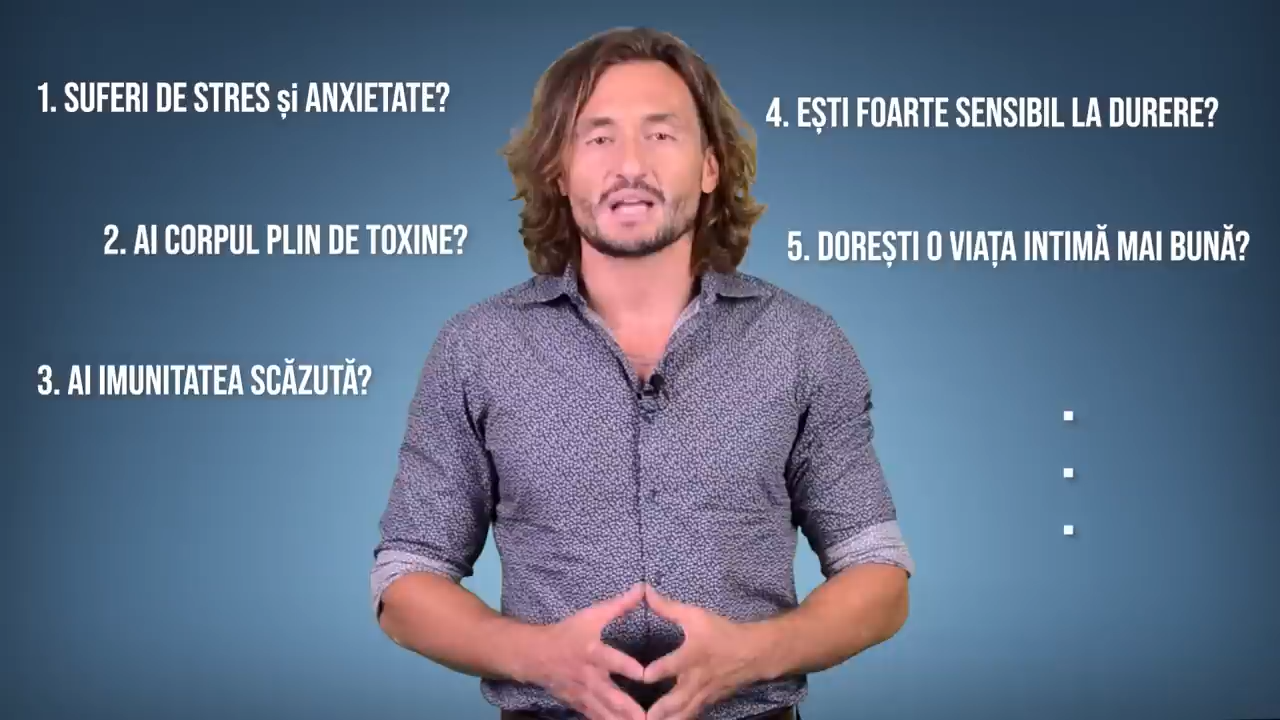 1. SUFERI DE STRES și ANXIETATE?
2. AI CORPUL PLIN DE TOXINE?
3. AI IMUNITATEA SCĂZUTĂ?
4. EȘTI FOARTE SENSIBIL LA DURERE?
5. DOREȘTI O VIAȚA INTIMĂ MAI BUNĂ?